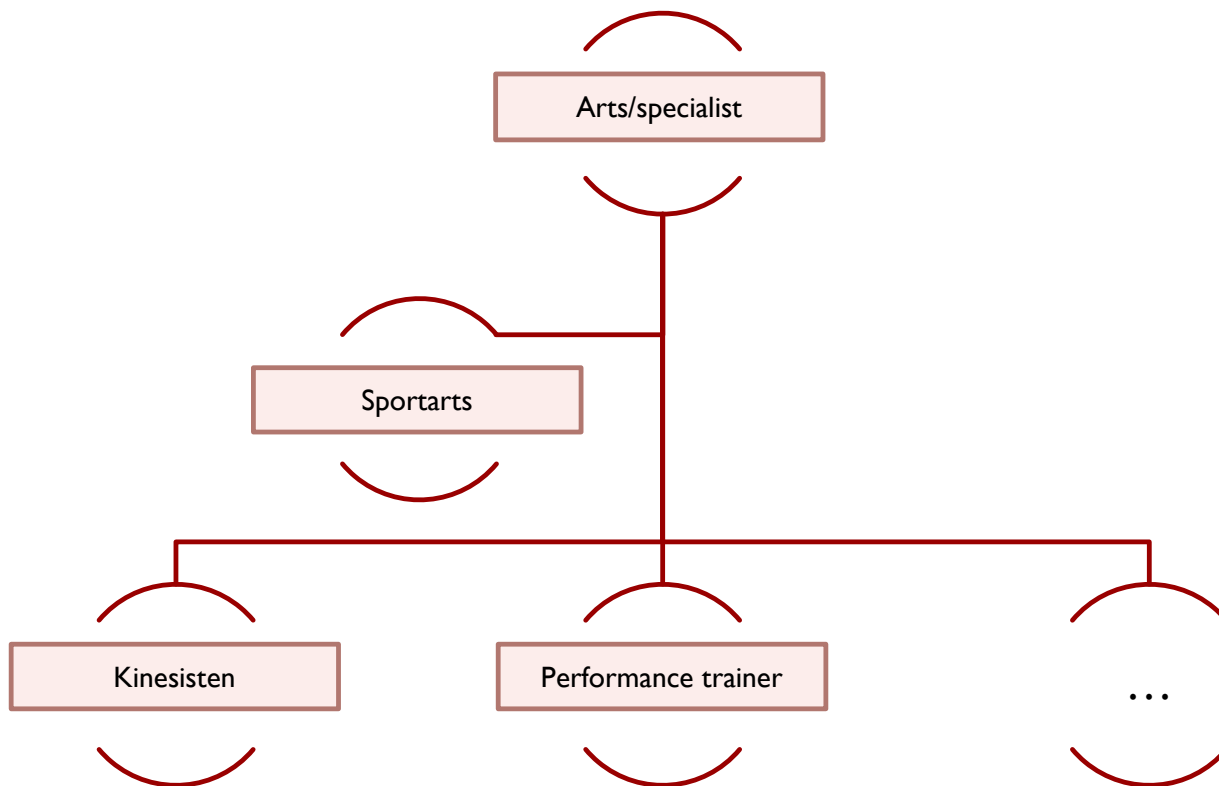 Arts/specialist
Sportarts
Kinesisten
Performance trainer
…